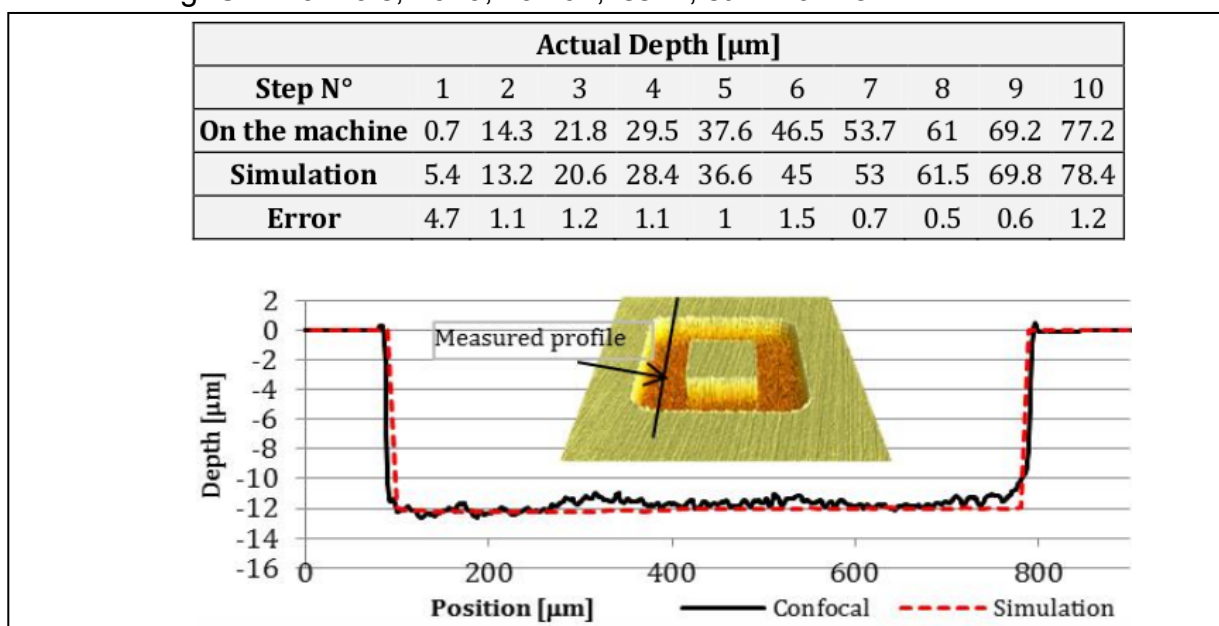 Actual Depth [µm]
Step N° 1 2 3 4 5 6 7 8 9 10
On the machine 0.7 14.3 21.8 29.5 37.6 46.5 53.7 61 69.2 77.2
Simulation 5.4 13.2 20.6 28.4 36.6 45 53 61.5 69.8 78.4
Error 4.7 1.1 1.2 1.1 1 1.5 0.7 0.5 0.6 1.2
2
0
-2
-4
-6
-8
-10
-12
-14
-16
Depth [µm]
Measured profile
0 200 400 600 800
Position [µm] Confocal Simulation